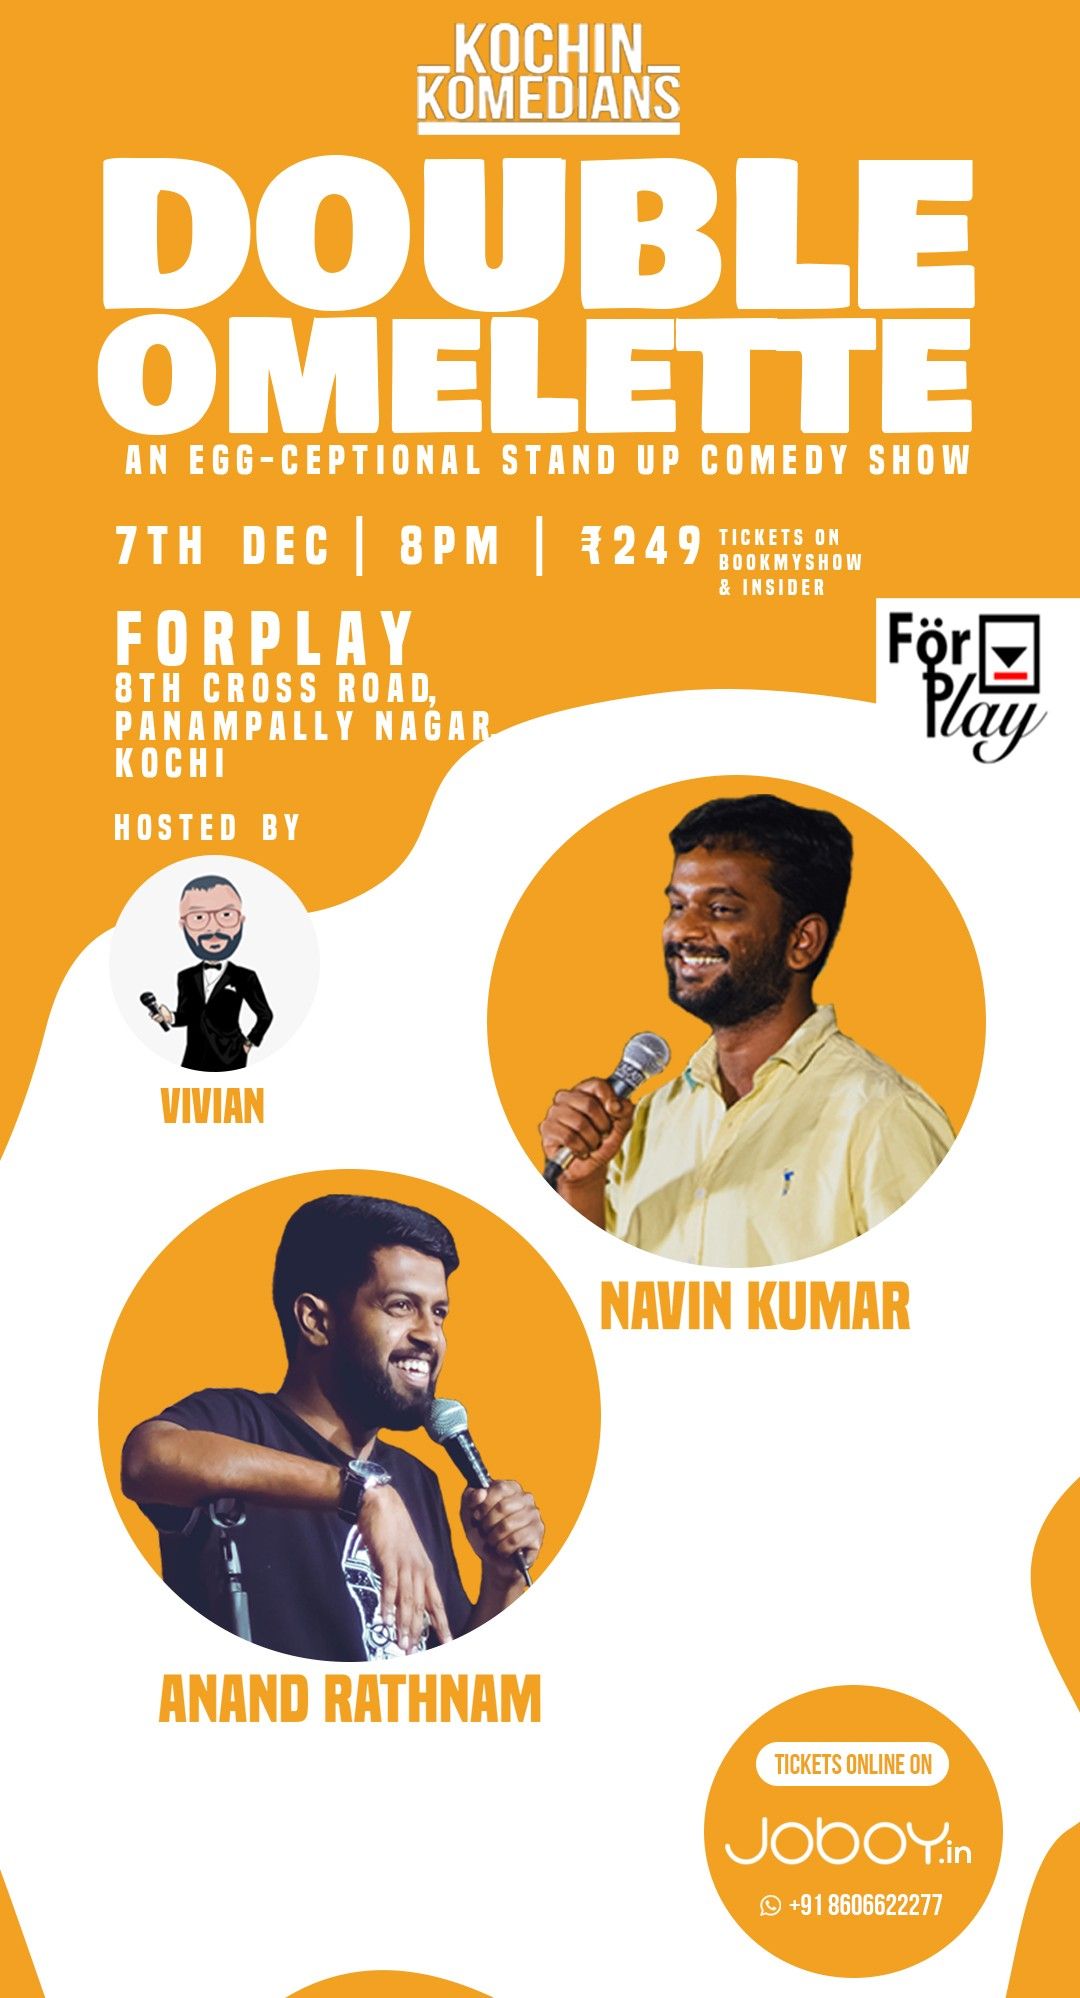 KOCHIN
KOMEDIANS
DOUBLE
OMELETTE
AN EGG-CEPTIONAL STAND UP COMEDY SHOW
7TH DEC | 8PM | ₹249
TICKETS ON
BOOKMYSHOW
& INSIDER
FORPLAY
8TH CROSS ROAD,
PANAMPALLY NAGAR
KOCHI
För
Play
HOSTED BY
VIVIAN
NAVIN KUMAR
ANAND RATHNAM
TICKETS ONLINE ON
Joboy.in
+91 8606622277